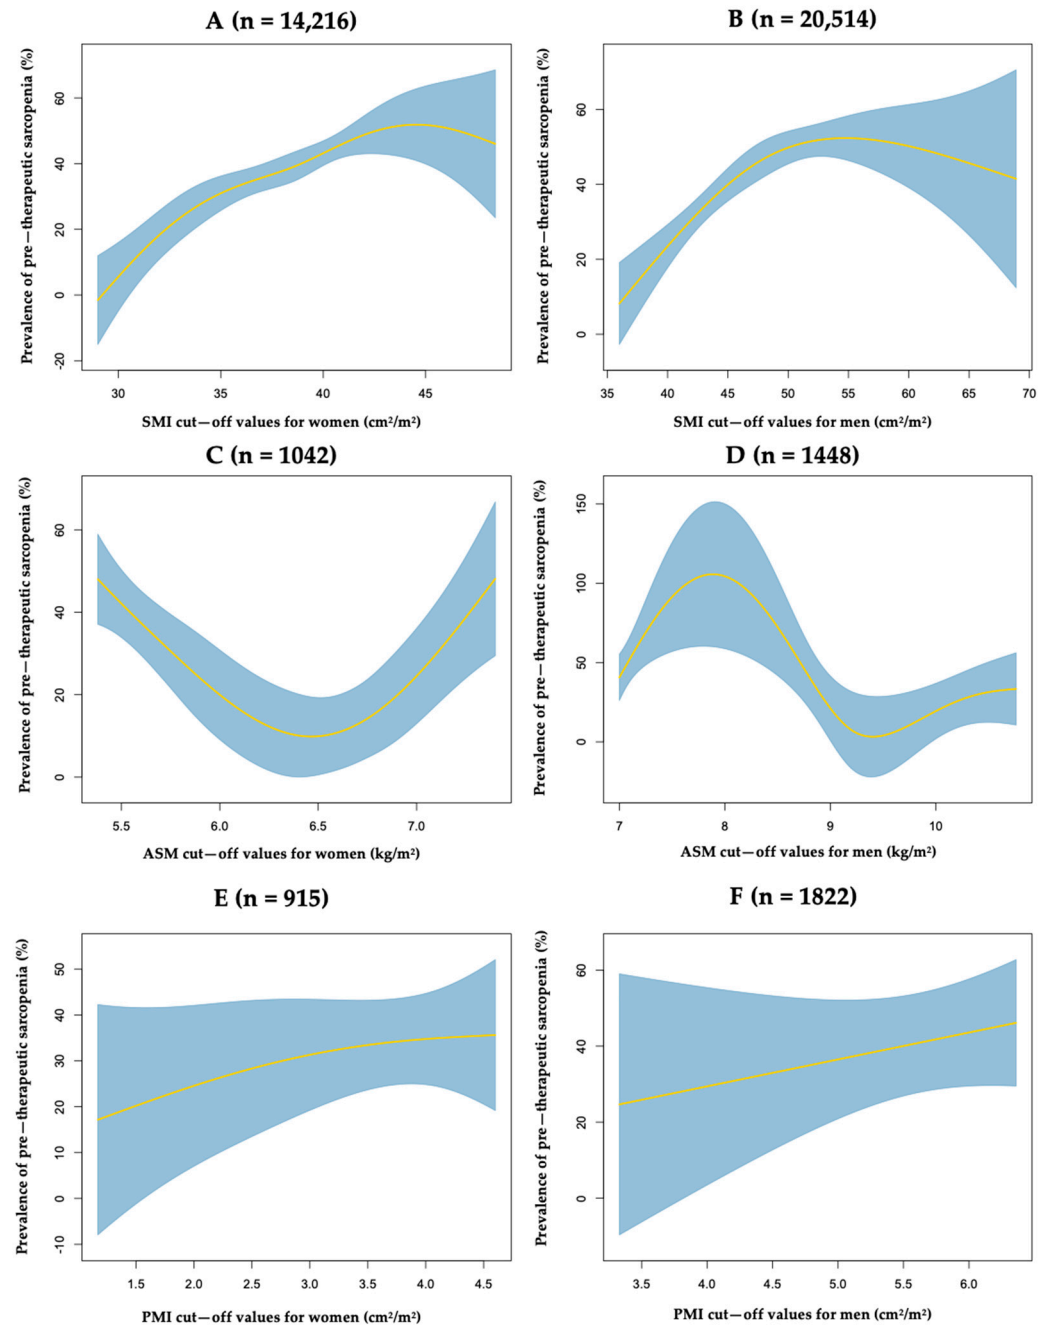 A (n = 14,216)
Prevalence of pre—therapeutic sarcopenia (%)
60
40
20
0
-20
30 35 40 45
SMI cut—off values for women (cm²/m²)
B (n = 20,514)
Prevalence of pre—therapeutic sarcopenia (%)
60
40
20
0
35 40 45 50 55 60 65 70
SMI cut—off values for men (cm²/m²)
C (n = 1042)
Prevalence of pre—therapeutic sarcopenia (%)
60
40
20
0
5.5 6.0 6.5 7.0
ASM cut—off values for women (kg/m²)
D (n = 1448)
Prevalence of pre—therapeutic sarcopenia (%)
150
100
50
0
7 8 9 10
ASM cut—off values for men (kg/m²)
E (n = 915)
Prevalence of pre—therapeutic sarcopenia (%)
50
40
30
20
10
0
-10
1.5 2.0 2.5 3.0 3.5 4.0 4.5
PMI cut—off values for women (cm²/m²)
F (n = 1822)
Prevalence of pre—therapeutic sarcopenia (%)
60
40
20
0
3.5 4.0 4.5 5.0 5.5 6.0
PMI cut—off values for men (cm²/m²)